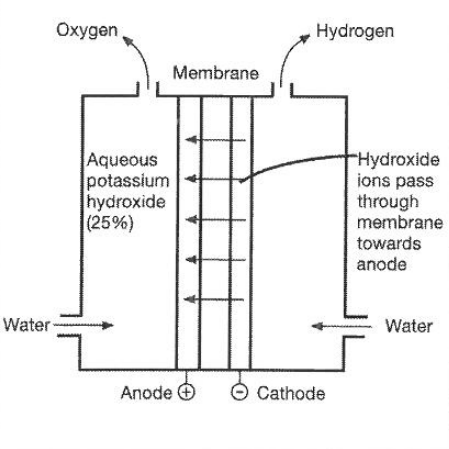 Oxygen
Hydrogen
Membrane
Aqueous
potassium
hydroxide
(25%)
Hydroxide
ions pass
through
membrane
towards
anode
Water
Water
Anode +
− Cathode